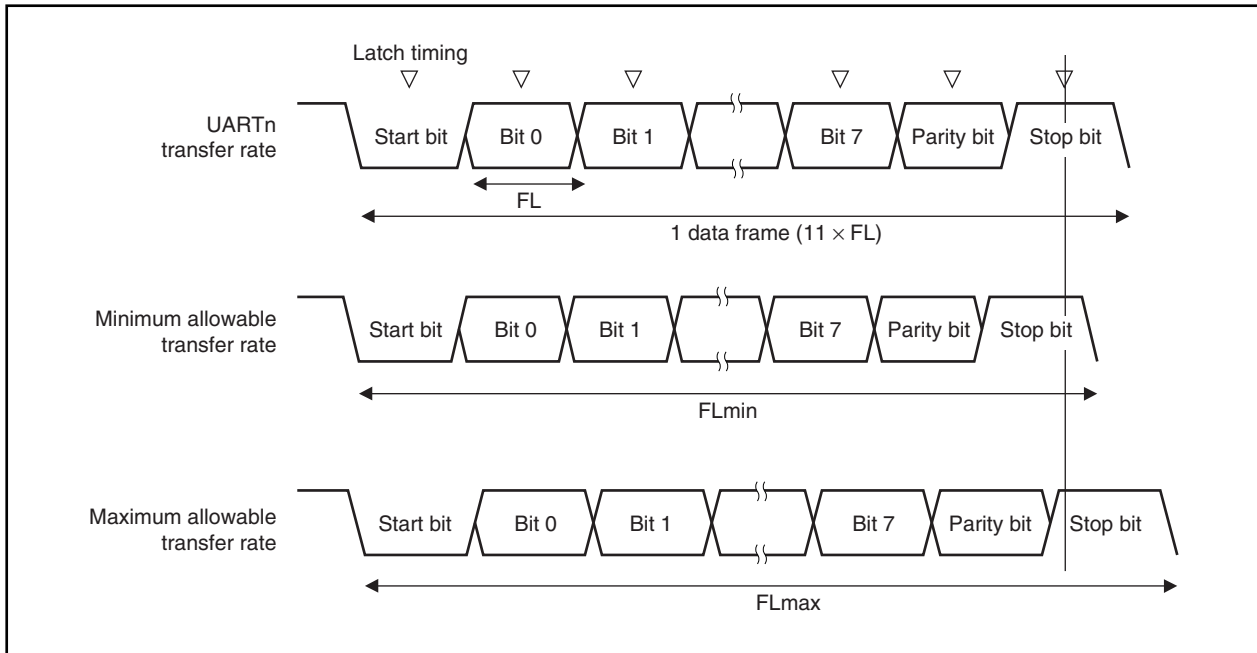 Latch timing
UARTn
transfer rate
Start bit
Bit 0
Bit 1
Bit 7
Parity bit
Stop bit
FL
1 data frame (11 × FL)
Minimum allowable
transfer rate
Start bit
Bit 0
Bit 1
Bit 7
Parity bit
Stop bit
FLmin
Maximum allowable
transfer rate
Start bit
Bit 0
Bit 1
Bit 7
Parity bit
Stop bit
FLmax